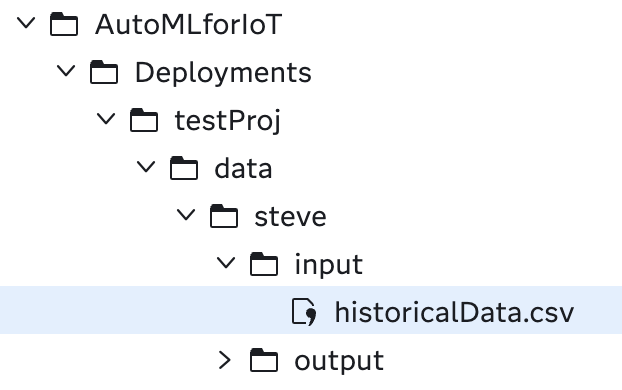 AutoMLforIoT
Deployments
testProj
data
steve
input
historicalData.csv
output